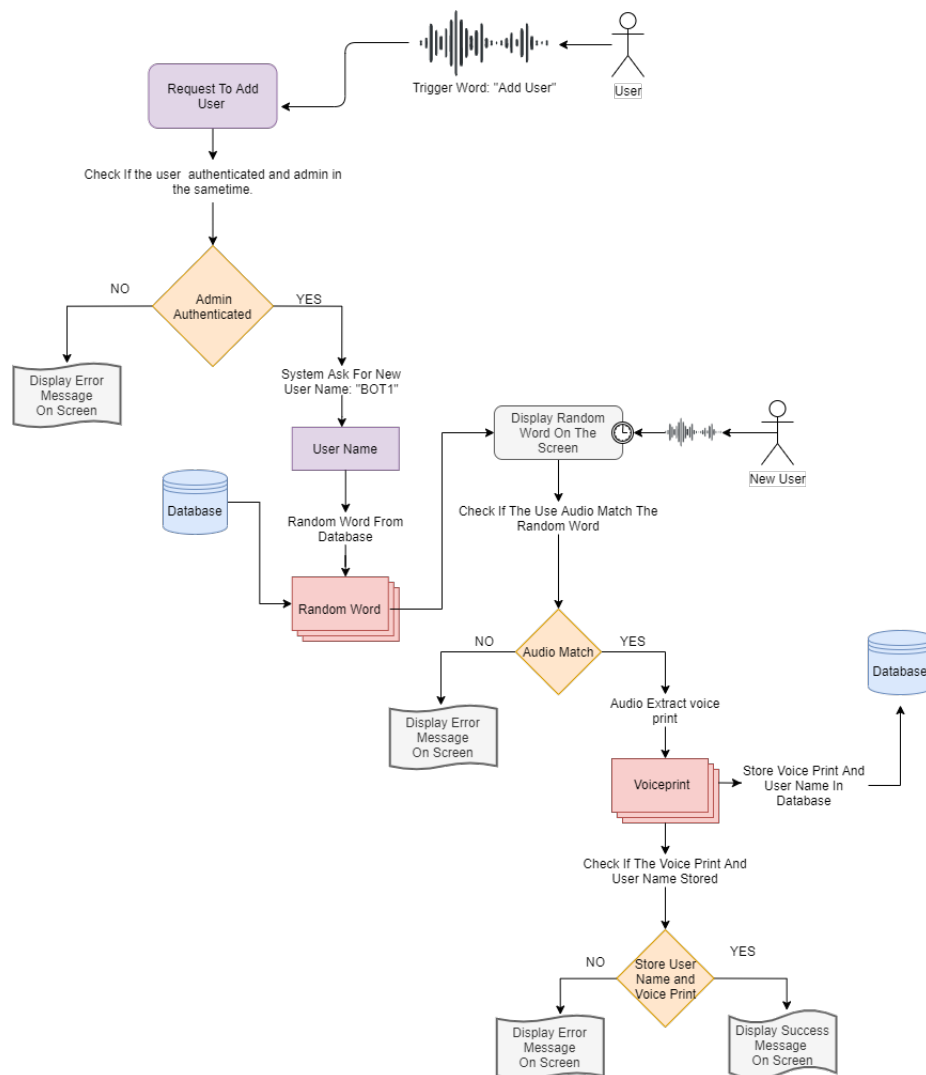 Trigger Word: "Add User"
User
Request To Add
User
Check If the user  authenticated and admin in
the sametime.
NO
YES
Admin
Authenticated
Display Error
Message
On Screen
System Ask For New
User Name: "BOT1"
User Name
Display Random
Word On The
Screen
New User
Database
Random Word From
Database
Check If The Use Audio Match The
Random Word
Random Word
NO
YES
Audio Match
Database
Display Error
Message
On Screen
Audio Extract voice
print
Voiceprint
Store Voice Print And
User Name In
Database
Check If The Voice Print And
User Name Stored
NO
YES
Store User
Name and
Voice Print
Display Error
Message
On Screen
Display Success
Message
On Screen